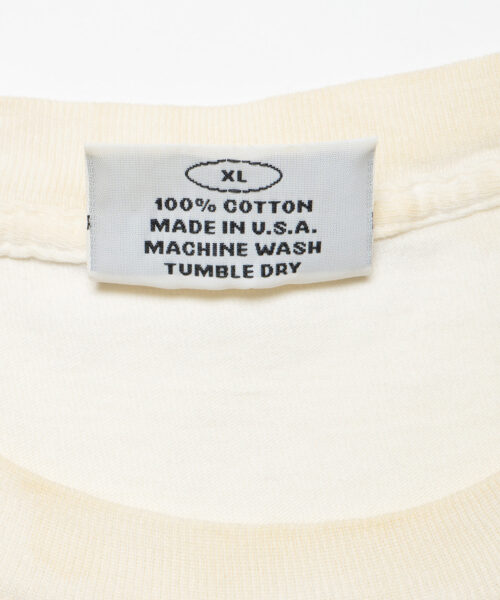 XL
100% COTTON
MADE IN U.S.A.
MACHINE WASH
TUMBLE DRY